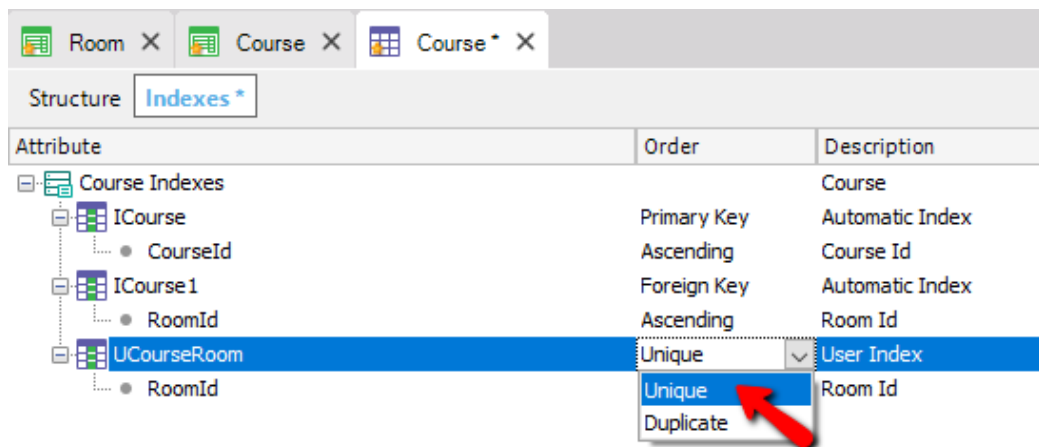 Room Course Course *
Structure Indexes *
Attribute Order Description
Course Indexes Course
ICourse Primary Key Automatic Index
CourseId Ascending Course Id
ICourse1 Foreign Key Automatic Index
RoomId Ascending Room Id
UCourseRoom Unique User Index
RoomId Unique Room Id
Duplicate